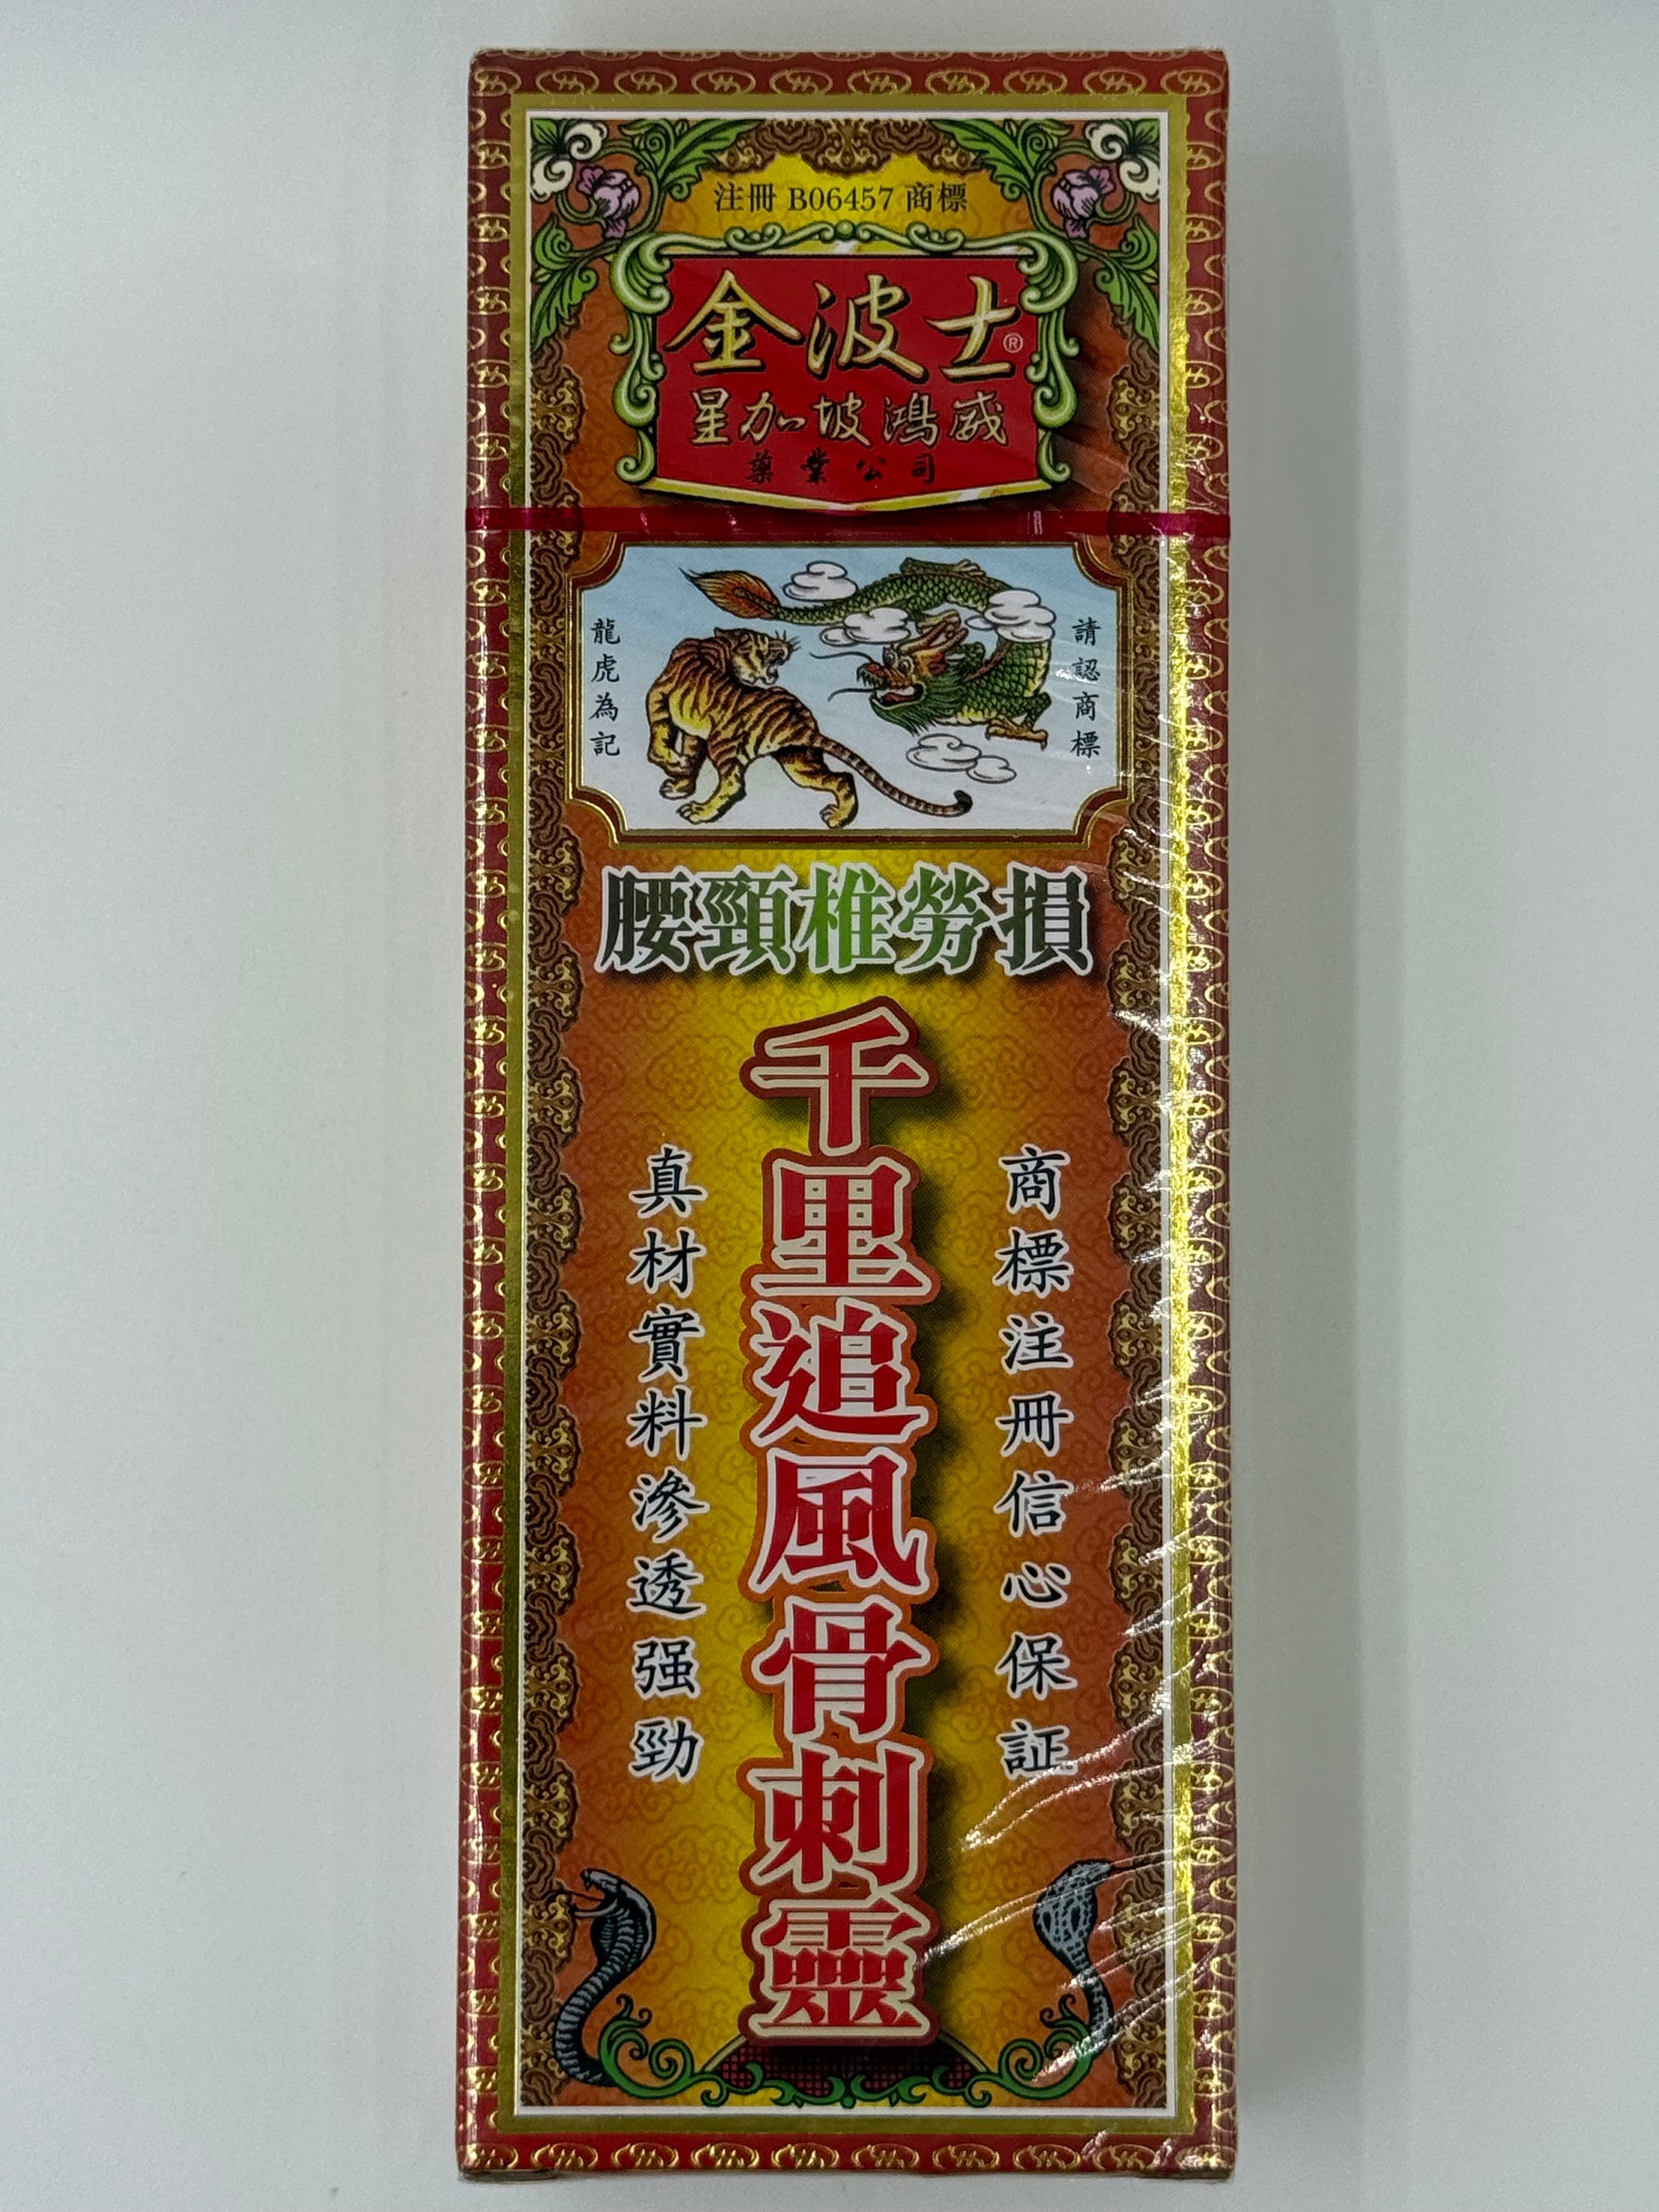 注冊 B06457 商標
金波士®
星加坡鴻威
藥業公司
請認商標
龍虎為記
腰頸椎勞損
商標注冊信心保証
千里追風骨刺靈
真材實料滲透强勁